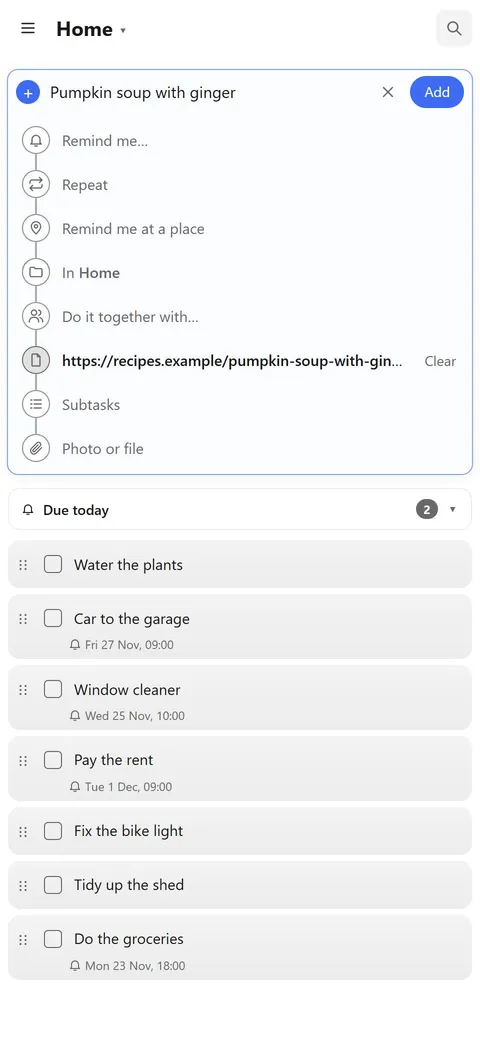 Home
Pumpkin soup with ginger
Add
Remind me...
Repeat
Remind me at a place
In Home
Do it together with...
https://recipes.example/pumpkin-soup-with-gin...
Clear
Subtasks
Photo or file
Due today
2
Water the plants
Car to the garage
Fri 27 Nov, 09:00
Window cleaner
Wed 25 Nov, 10:00
Pay the rent
Tue 1 Dec, 09:00
Fix the bike light
Tidy up the shed
Do the groceries
Mon 23 Nov, 18:00